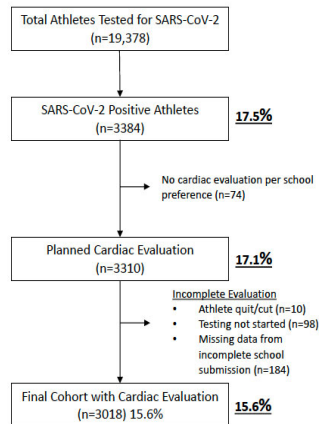 Total Athletes Tested for SARS-CoV-2
(n=19,378)
SARS-CoV-2 Positive Athletes
(n=3384)
17.5%
No cardiac evaluation per school
preference (n=74)
Planned Cardiac Evaluation
(n=3310)
17.1%
Incomplete Evaluation
• Athlete quit/cut (n=10)
• Testing not started (n=98)
• Missing data from
incomplete school
submission (n=184)
Final Cohort with Cardiac Evaluation
(n=3018) 15.6%
15.6%